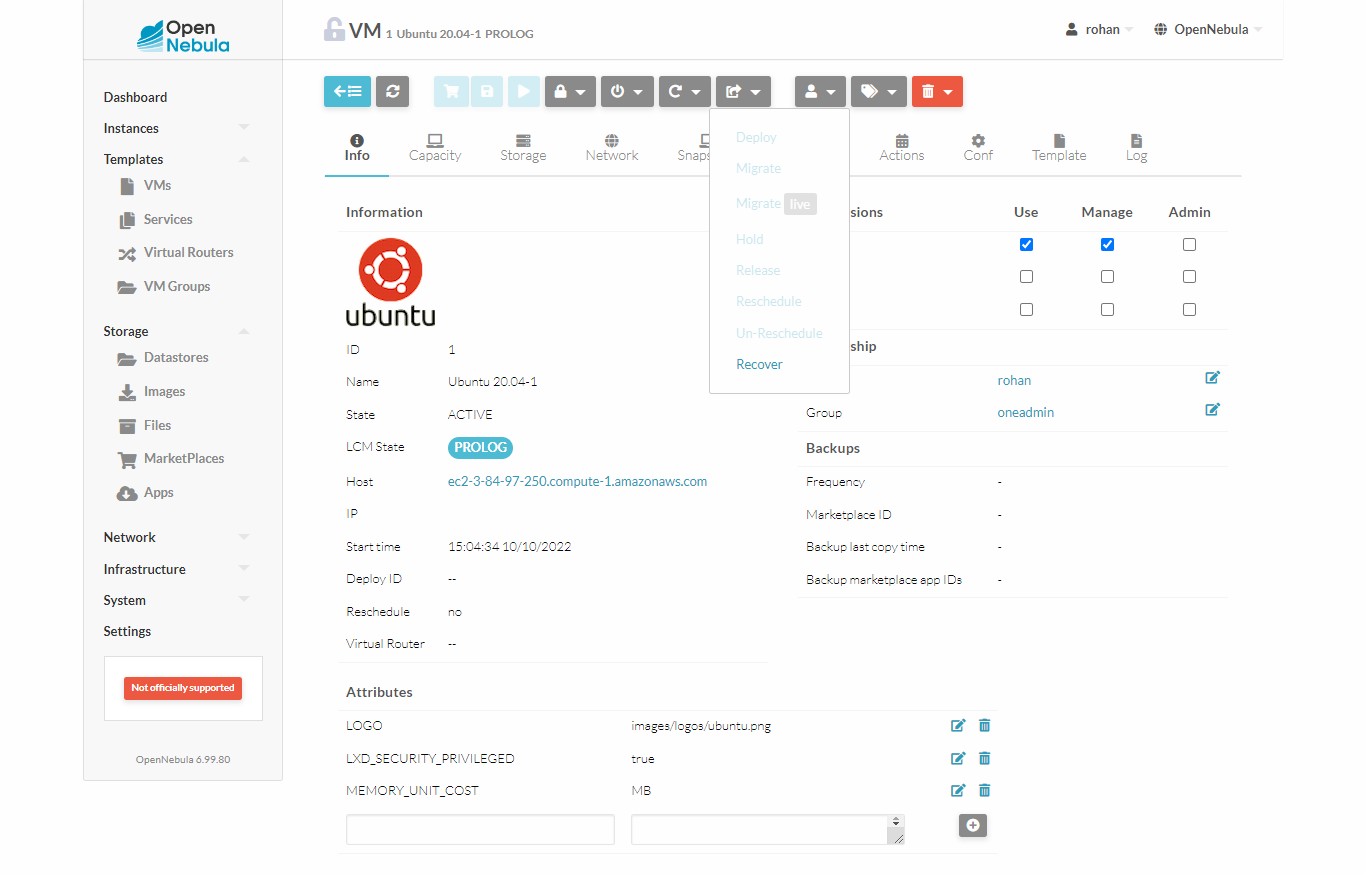 Open
Nebula
VM 1 Ubuntu 20.04-1 PROLOG
rohan
OpenNebula
Dashboard
Instances
Templates
VMs
Services
Virtual Routers
VM Groups
Storage
Datastores
Images
Files
MarketPlaces
Apps
Network
Infrastructure
System
Settings
Not officially supported
OpenNebula 6.99.80
Info
Capacity
Storage
Network
Snaps
Actions
Conf
Template
Log
Deploy
Migrate
Migrate live
Hold
Release
Reschedule
Un-Reschedule
Recover
Information
ubuntu
ID 1
Name Ubuntu 20.04-1
State ACTIVE
LCM State PROLOG
Host ec2-3-84-97-250.compute-1.amazonaws.com
IP
Start time 15:04:34 10/10/2022
Deploy ID --
Reschedule no
Virtual Router --
sions Use Manage Admin
ship
rohan
Group oneadmin
Backups
Frequency -
Marketplace ID -
Backup last copy time -
Backup marketplace app IDs -
Attributes
LOGO images/logos/ubuntu.png
LXD_SECURITY_PRIVILEGED true
MEMORY_UNIT_COST MB